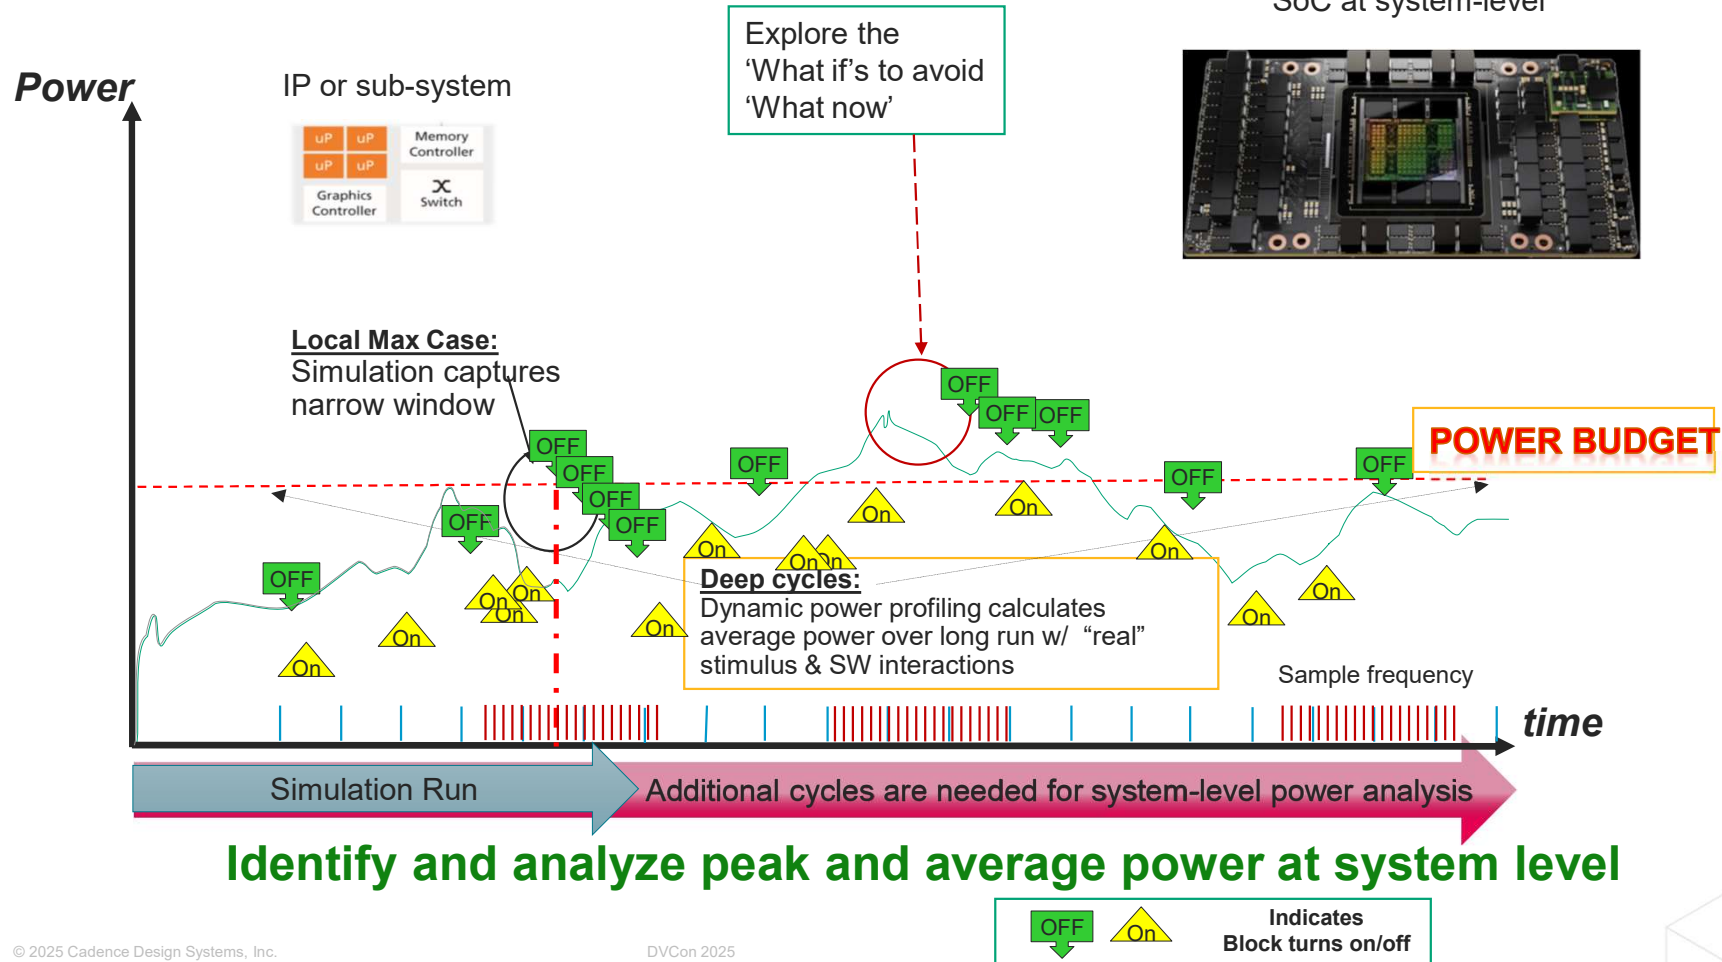 SoC at system-level
Explore the
‘What if’s to avoid
‘What now’
Power
IP or sub-system
uP
uP
Memory
Controller
uP
uP
Graphics
Controller
Switch
Local Max Case:
Simulation captures
narrow window
OFF
OFF
OFF
OFF
OFF
OFF
OFF
OFF
OFF
OFF
OFF
OFF
OFF
POWER BUDGET
On
On
On
On
On
On
On
On
On
On
On
On
On
On
Deep cycles:
Dynamic power profiling calculates
average power over long run w/ “real”
stimulus & SW interactions
Sample frequency
time
Simulation Run
Additional cycles are needed for system-level power analysis
Identify and analyze peak and average power at system level
OFF
On
Indicates
Block turns on/off
© 2025 Cadence Design Systems, Inc.
DVCon 2025